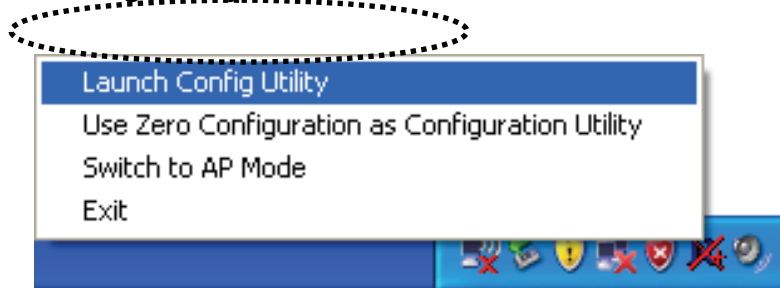 Launch Config Utility
Use Zero Configuration as Configuration Utility
Switch to AP Mode
Exit